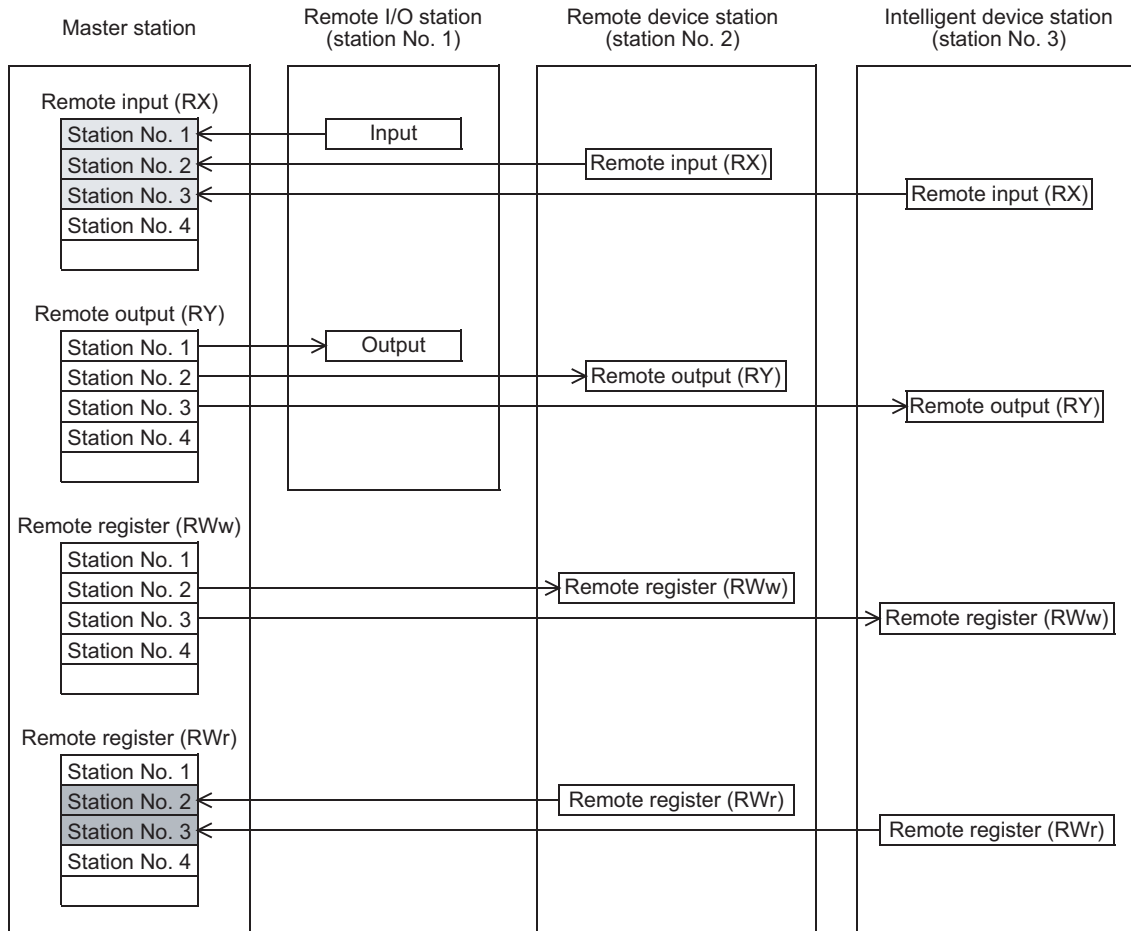 Master station
Remote I/O station
(station No. 1)
Remote device station
(station No. 2)
Intelligent device station
(station No. 3)
Remote input (RX)
Station No. 1
Input
Station No. 2
Remote input (RX)
Station No. 3
Remote input (RX)
Station No. 4
Remote output (RY)
Station No. 1
Output
Station No. 2
Remote output (RY)
Station No. 3
Remote output (RY)
Station No. 4
Remote register (RWw)
Station No. 1
Station No. 2
Remote register (RWw)
Station No. 3
Remote register (RWw)
Station No. 4
Remote register (RWr)
Station No. 1
Station No. 2
Remote register (RWr)
Station No. 3
Remote register (RWr)
Station No. 4